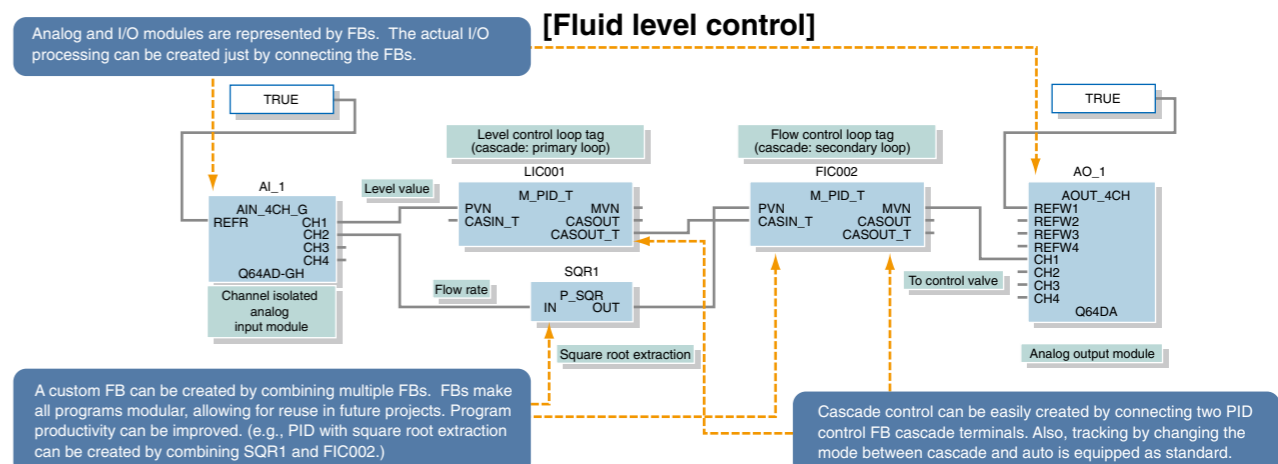 [Fluid level control]
Analog and I/O modules are represented by FBs. The actual I/O
processing can be created just by connecting the FBs.
TRUE
TRUE
Level control loop tag
(cascade: primary loop)
Flow control loop tag
(cascade: secondary loop)
AI_1
AIN_4CH_G
REFR
CH1
CH2
CH3
CH4
Q64AD-GH
Channel isolated
analog
input module
Level value
Flow rate
LIC001
M_PID_T
PVN
MVN
CASIN_T
CASOUT
CASOUT_T
SQR1
P_SQR
IN
OUT
Square root extraction
FIC002
M_PID_T
PVN
MVN
CASIN_T
CASOUT
CASOUT_T
To control valve
AO_1
AOUT_4CH
REFW1
REFW2
REFW3
REFW4
CH1
CH2
CH3
CH4
Q64DA
Analog output module
A custom FB can be created by combining multiple FBs. FBs make
all programs modular, allowing for reuse in future projects. Program
productivity can be improved. (e.g., PID with square root extraction
can be created by combining SQR1 and FIC002.)
Cascade control can be easily created by connecting two PID
control FB cascade terminals. Also, tracking by changing the
mode between cascade and auto is equipped as standard.